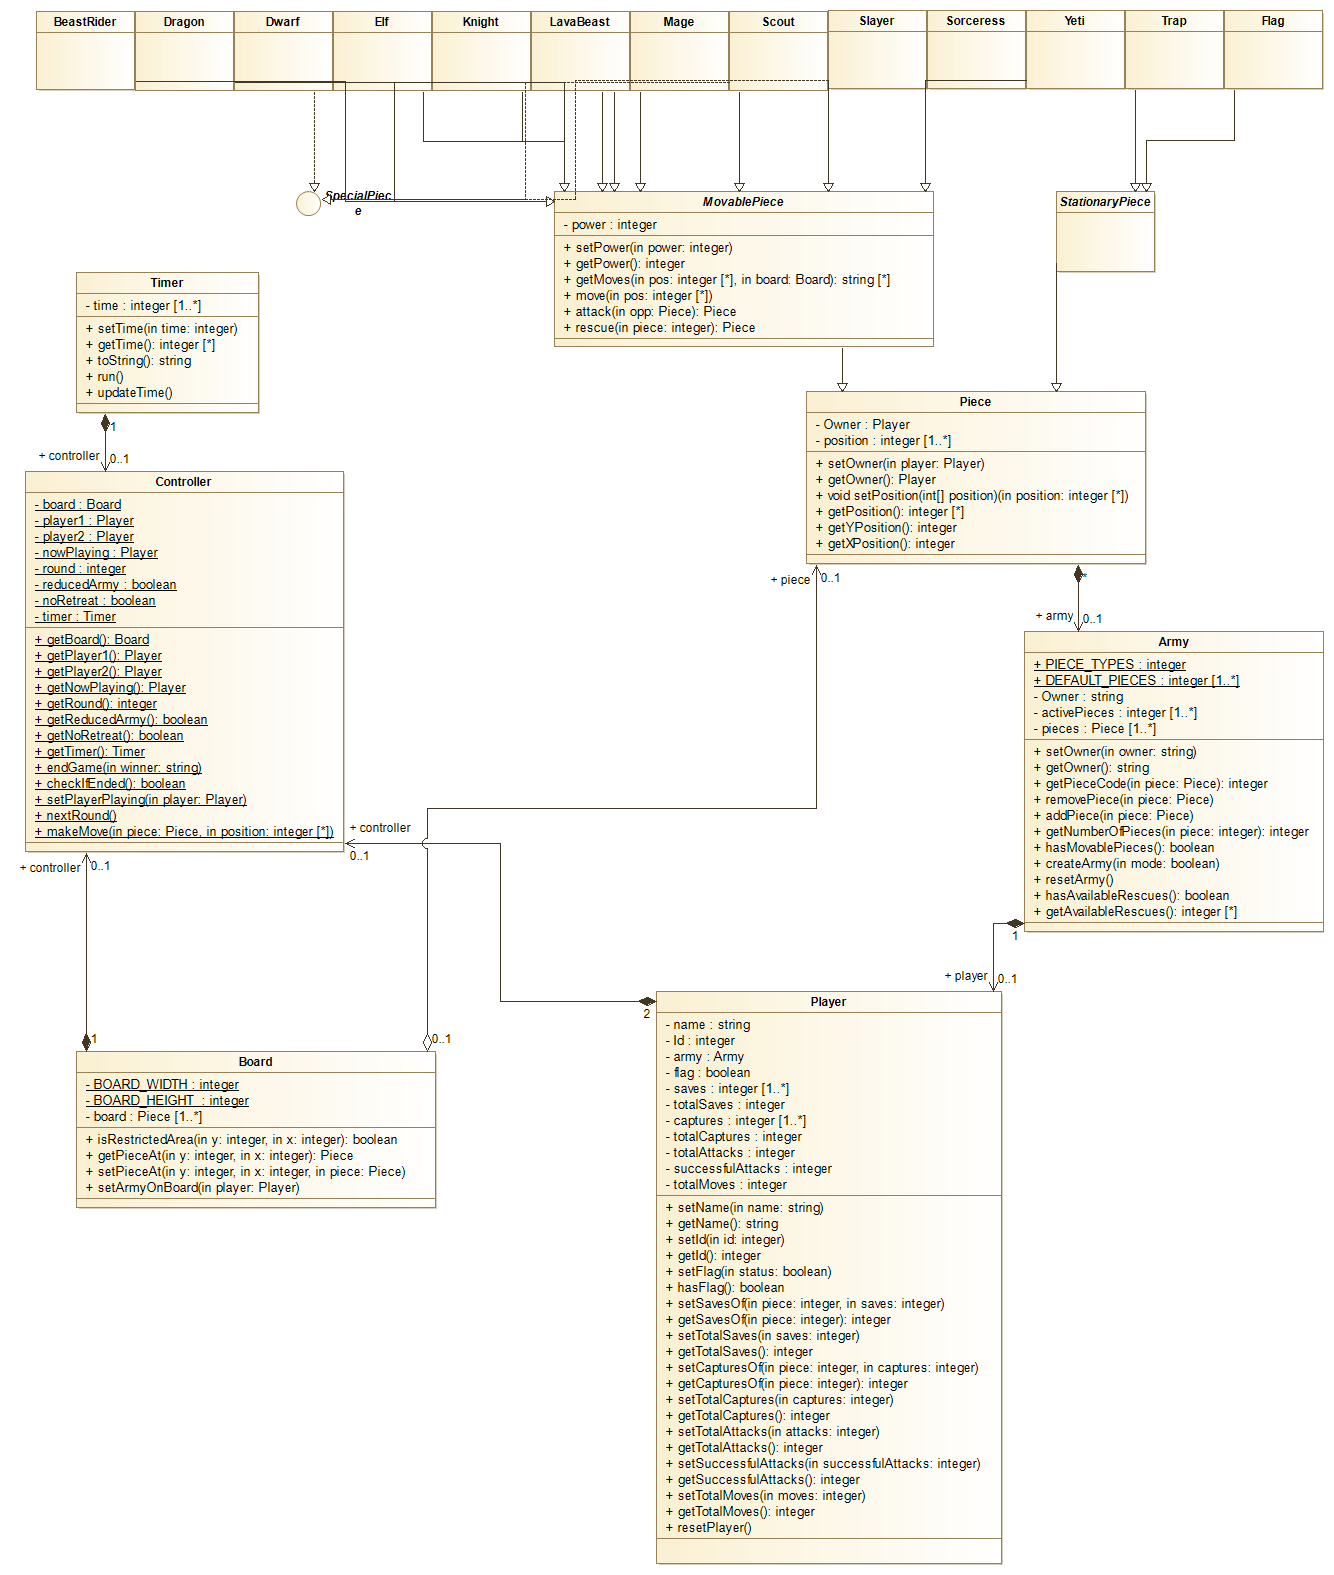 BeastRider
Dragon
Dwarf
Elf
Knight
LavaBeast
Mage
Scout
Slayer
Sorceress
Yeti
Trap
Flag
SpecialPiec
e
MovablePiece
- power : integer
+ setPower(in power: integer)
+ getPower(): integer
+ getMoves(in pos: integer [*], in board: Board): string [*]
+ move(in pos: integer [*])
+ attack(in opp: Piece): Piece
+ rescue(in piece: integer): Piece
StationaryPiece
Timer
- time : integer [1..*]
+ setTime(in time: integer)
+ getTime(): integer [*]
+ toString(): string
+ run()
+ updateTime()
1
+ controller
0..1
Controller
- board : Board
- player1 : Player
- player2 : Player
- nowPlaying : Player
- round : integer
- reducedArmy : boolean
- noRetreat : boolean
- timer : Timer
+ getBoard(): Board
+ getPlayer1(): Player
+ getPlayer2(): Player
+ getNowPlaying(): Player
+ getRound(): integer
+ getReducedArmy(): boolean
+ getNoRetreat(): boolean
+ getTimer(): Timer
+ endGame(in winner: string)
+ checkIfEnded(): boolean
+ setPlayerPlaying(in player: Player)
+ nextRound()
+ makeMove(in piece: Piece, in position: integer [*])
Piece
- Owner : Player
- position : integer [1..*]
+ setOwner(in player: Player)
+ getOwner(): Player
+ void setPosition(int[] position)(in position: integer [*])
+ getPosition(): integer [*]
+ getYPosition(): integer
+ getXPosition(): integer
+ piece
0..1
*
+ army
0..1
Army
+ PIECE_TYPES : integer
+ DEFAULT_PIECES : integer [1..*]
- Owner : string
- activePieces : integer [1..*]
- pieces : Piece [1..*]
+ setOwner(in owner: string)
+ getOwner(): string
+ getPieceCode(in piece: Piece): integer
+ removePiece(in piece: Piece)
+ addPiece(in piece: Piece)
+ getNumberOfPieces(in piece: integer): integer
+ hasMovablePieces(): boolean
+ createArmy(in mode: boolean)
+ resetArmy()
+ hasAvailableRescues(): boolean
+ getAvailableRescues(): integer [*]
+ controller
0..1
+ controller
0..1
1
+ player
0..1
2
1
0..1
Board
- BOARD_WIDTH : integer
- BOARD_HEIGHT  : integer
- board : Piece [1..*]
+ isRestrictedArea(in y: integer, in x: integer): boolean
+ getPieceAt(in y: integer, in x: integer): Piece
+ setPieceAt(in y: integer, in x: integer, in piece: Piece)
+ setArmyOnBoard(in player: Player)
Player
- name : string
- Id : integer
- army : Army
- flag : boolean
- saves : integer [1..*]
- totalSaves : integer
- captures : integer [1..*]
- totalCaptures : integer
- totalAttacks : integer
- successfulAttacks : integer
- totalMoves : integer
+ setName(in name: string)
+ getName(): string
+ setId(in id: integer)
+ getId(): integer
+ setFlag(in status: boolean)
+ hasFlag(): boolean
+ setSavesOf(in piece: integer, in saves: integer)
+ getSavesOf(in piece: integer): integer
+ setTotalSaves(in saves: integer)
+ getTotalSaves(): integer
+ setCapturesOf(in piece: integer, in captures: integer)
+ getCapturesOf(in piece: integer): integer
+ setTotalCaptures(in captures: integer)
+ getTotalCaptures(): integer
+ setTotalAttacks(in attacks: integer)
+ getTotalAttacks(): integer
+ setSuccessfulAttacks(in successfulAttacks: integer)
+ getSuccessfulAttacks(): integer
+ setTotalMoves(in moves: integer)
+ getTotalMoves(): integer
+ resetPlayer()